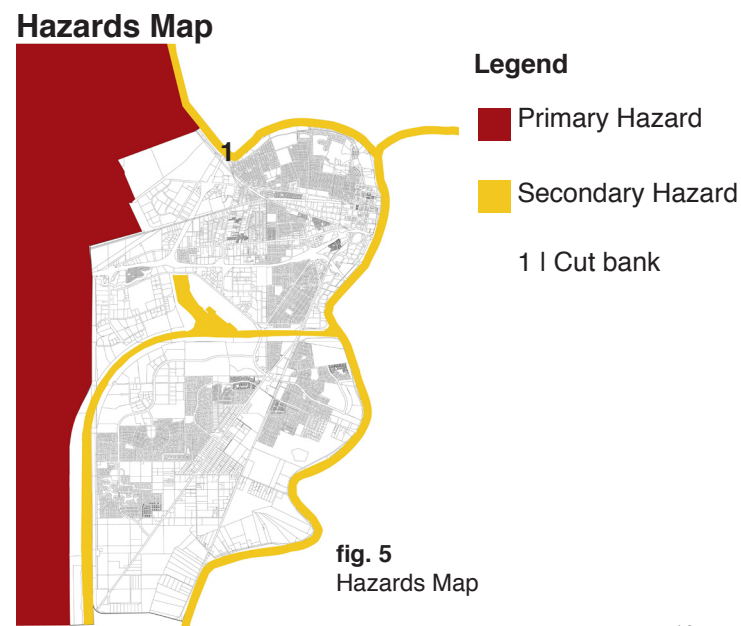 Hazards Map
Legend
Primary Hazard
Secondary Hazard
1 | Cut bank
1
fig. 5
Hazards Map